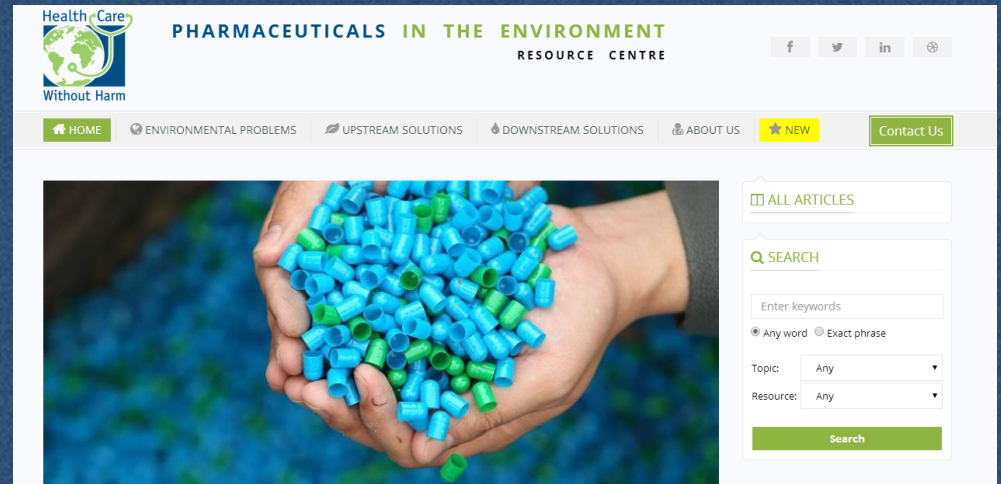 Health Care
Without Harm
PHARMACEUTICALS IN THE ENVIRONMENT
RESOURCE CENTRE
HOME
ENVIRONMENTAL PROBLEMS
UPSTREAM SOLUTIONS
DOWNSTREAM SOLUTIONS
ABOUT US
NEW
Contact Us
ALL ARTICLES
SEARCH
Enter keywords
Any word Exact phrase
Topic: Any
Resource: Any
Search